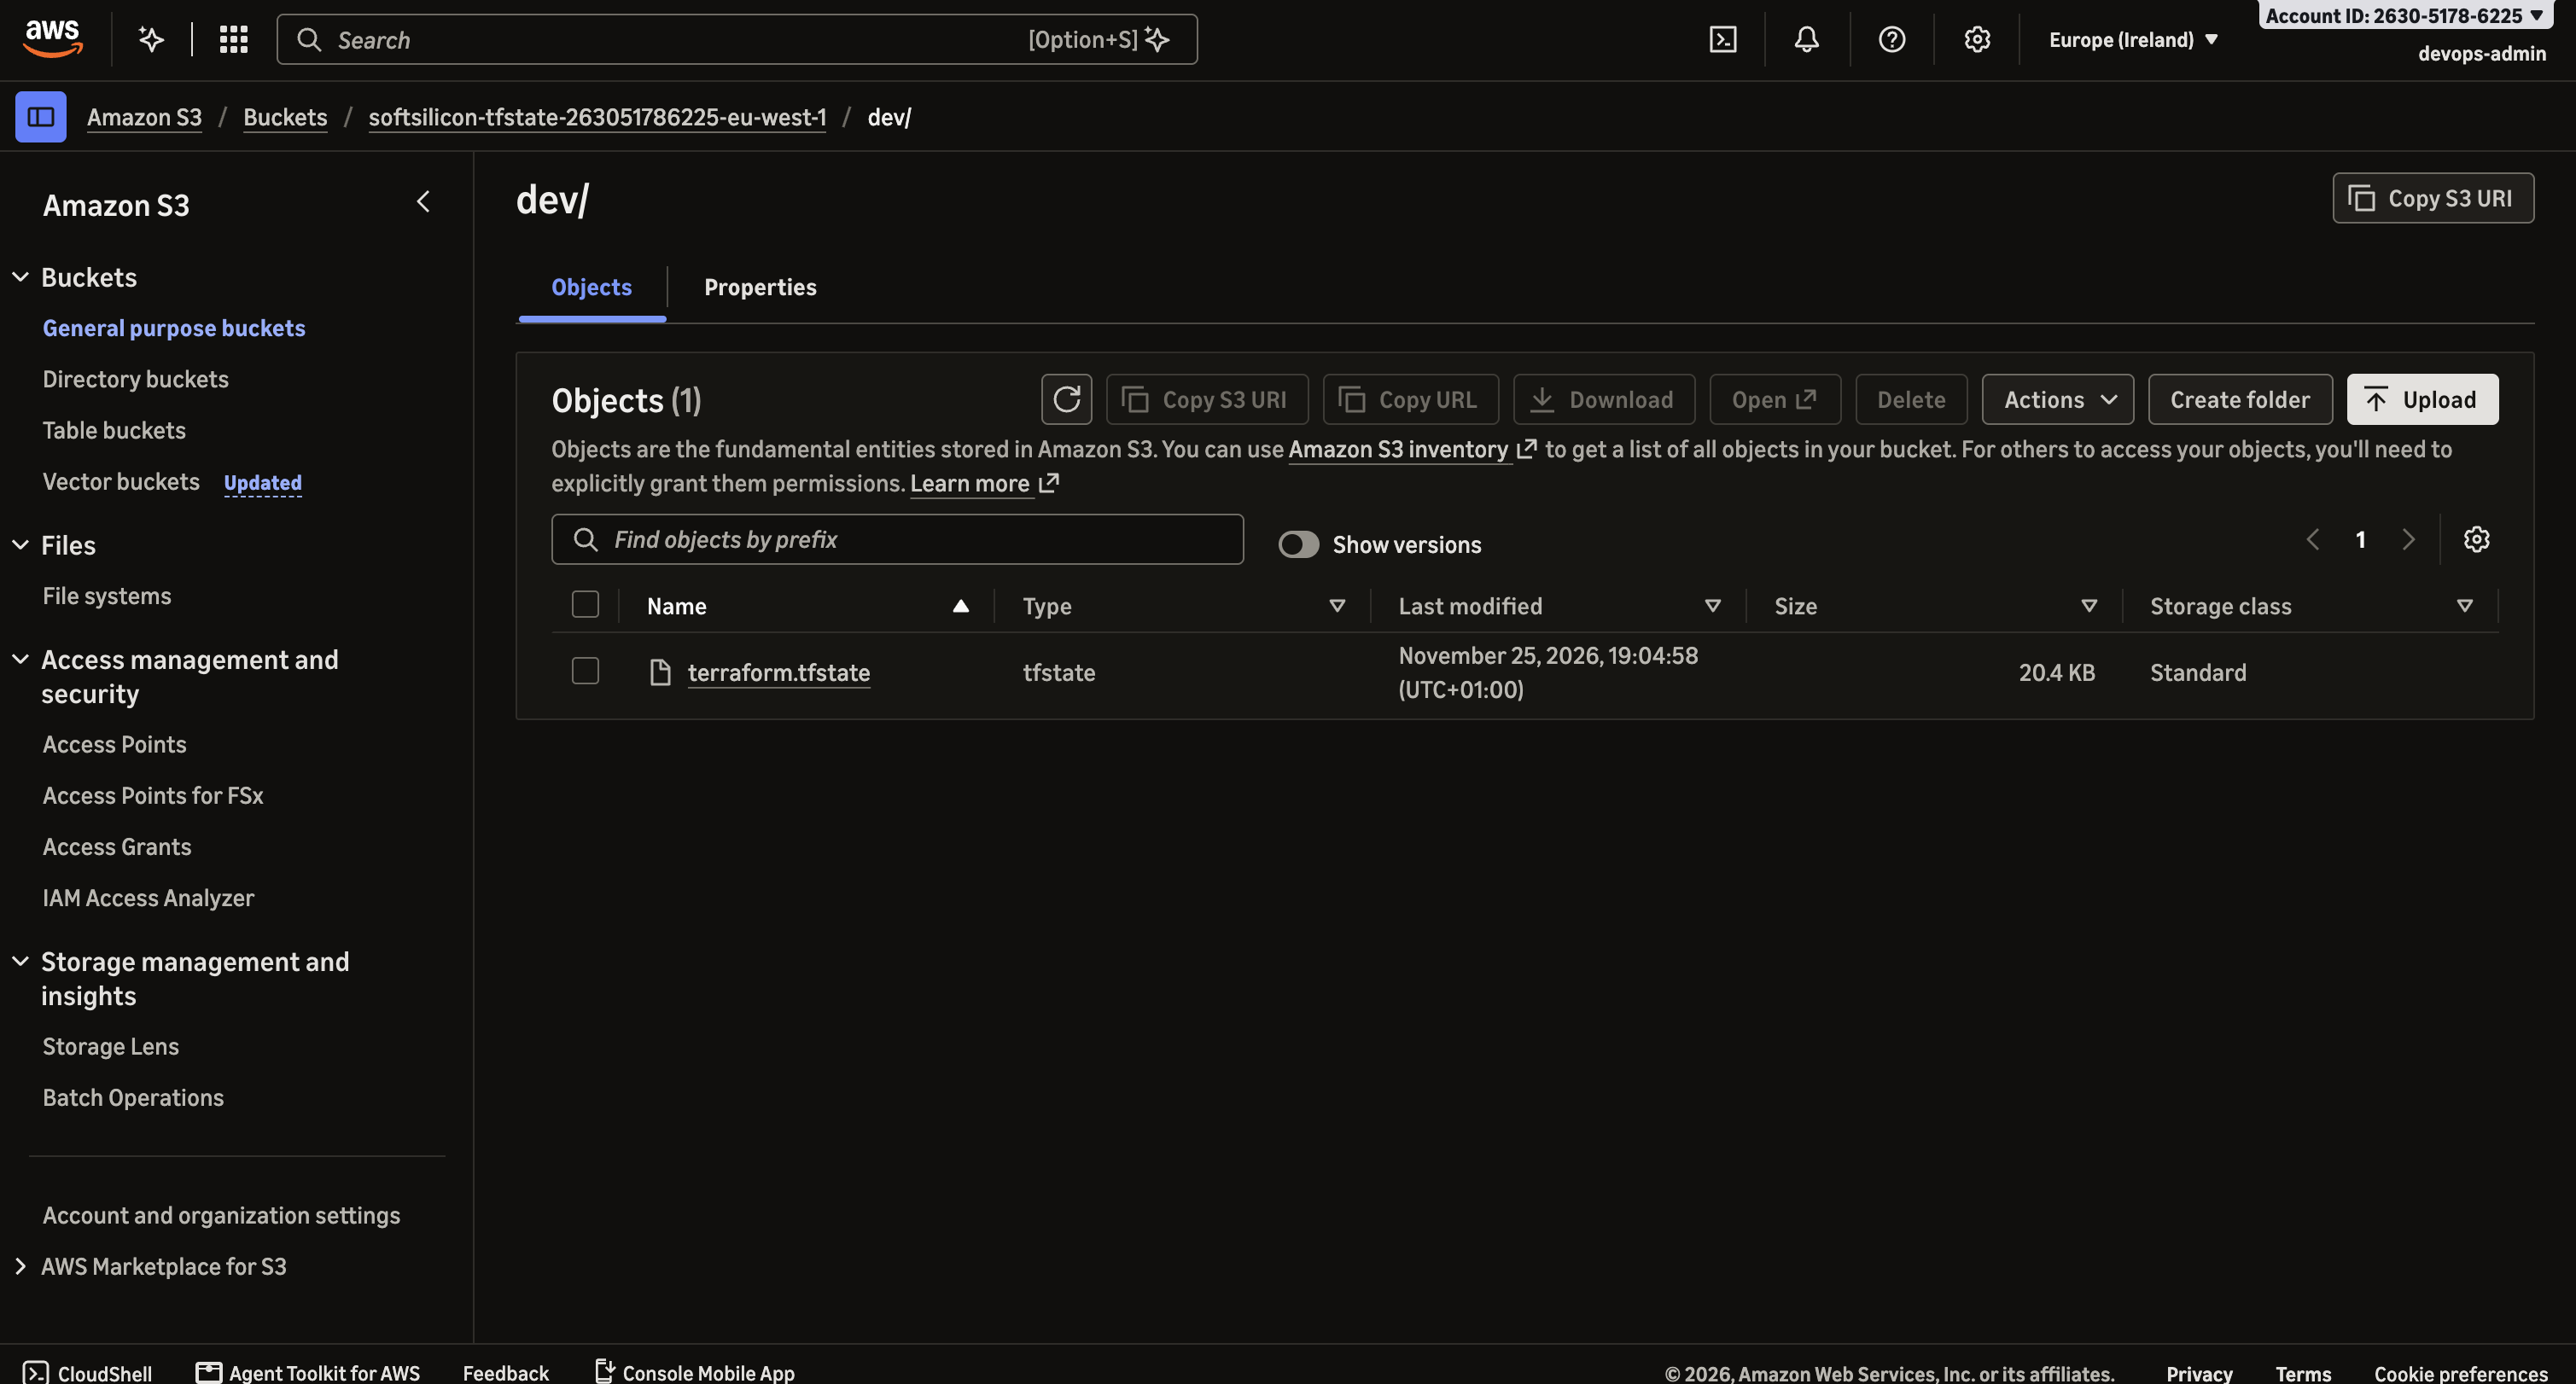 aws
Search
[Option+S]
Europe (Ireland)
Account ID: 2630-5178-6225
devops-admin
Amazon S3 / Buckets / softsilicon-tfstate-263051786225-eu-west-1 / dev/
Amazon S3
Buckets
General purpose buckets
Directory buckets
Table buckets
Vector buckets Updated
Files
File systems
Access management and
security
Access Points
Access Points for FSx
Access Grants
IAM Access Analyzer
Storage management and
insights
Storage Lens
Batch Operations
Account and organization settings
AWS Marketplace for S3
dev/
Copy S3 URI
Objects
Properties
Objects (1)
Copy S3 URI
Copy URL
Download
Open
Delete
Actions
Create folder
Upload
Objects are the fundamental entities stored in Amazon S3. You can use Amazon S3 inventory to get a list of all objects in your bucket. For others to access your objects, you'll need to
explicitly grant them permissions. Learn more
Find objects by prefix
Show versions
1
Name Type Last modified Size Storage class
terraform.tfstate tfstate November 25, 2026, 19:04:58 20.4 KB Standard
(UTC+01:00)
CloudShell Agent Toolkit for AWS Feedback Console Mobile App © 2026, Amazon Web Services, Inc. or its affiliates. Privacy Terms Cookie preferences